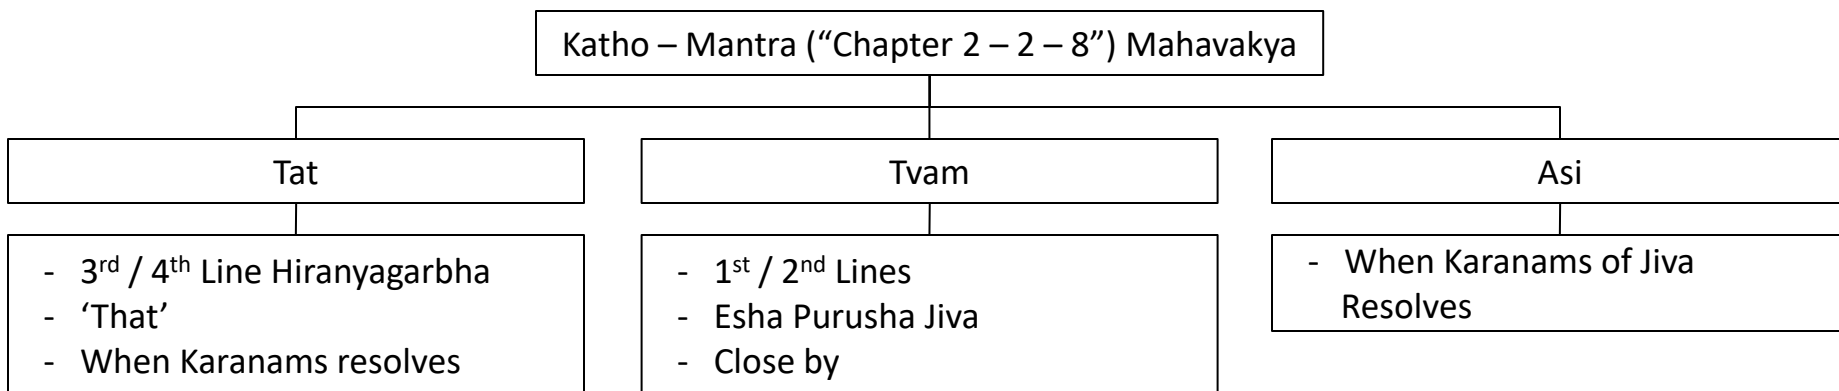 Katho – Mantra (“Chapter 2 – 2 – 8”) Mahavakya
Tat
- 3rd / 4th Line Hiranyagarbha
- ‘That’
- When Karanams resolves
Tvam
- 1st / 2nd Lines
- Esha Purusha Jiva
- Close by
Asi
- When Karanams of Jiva
Resolves